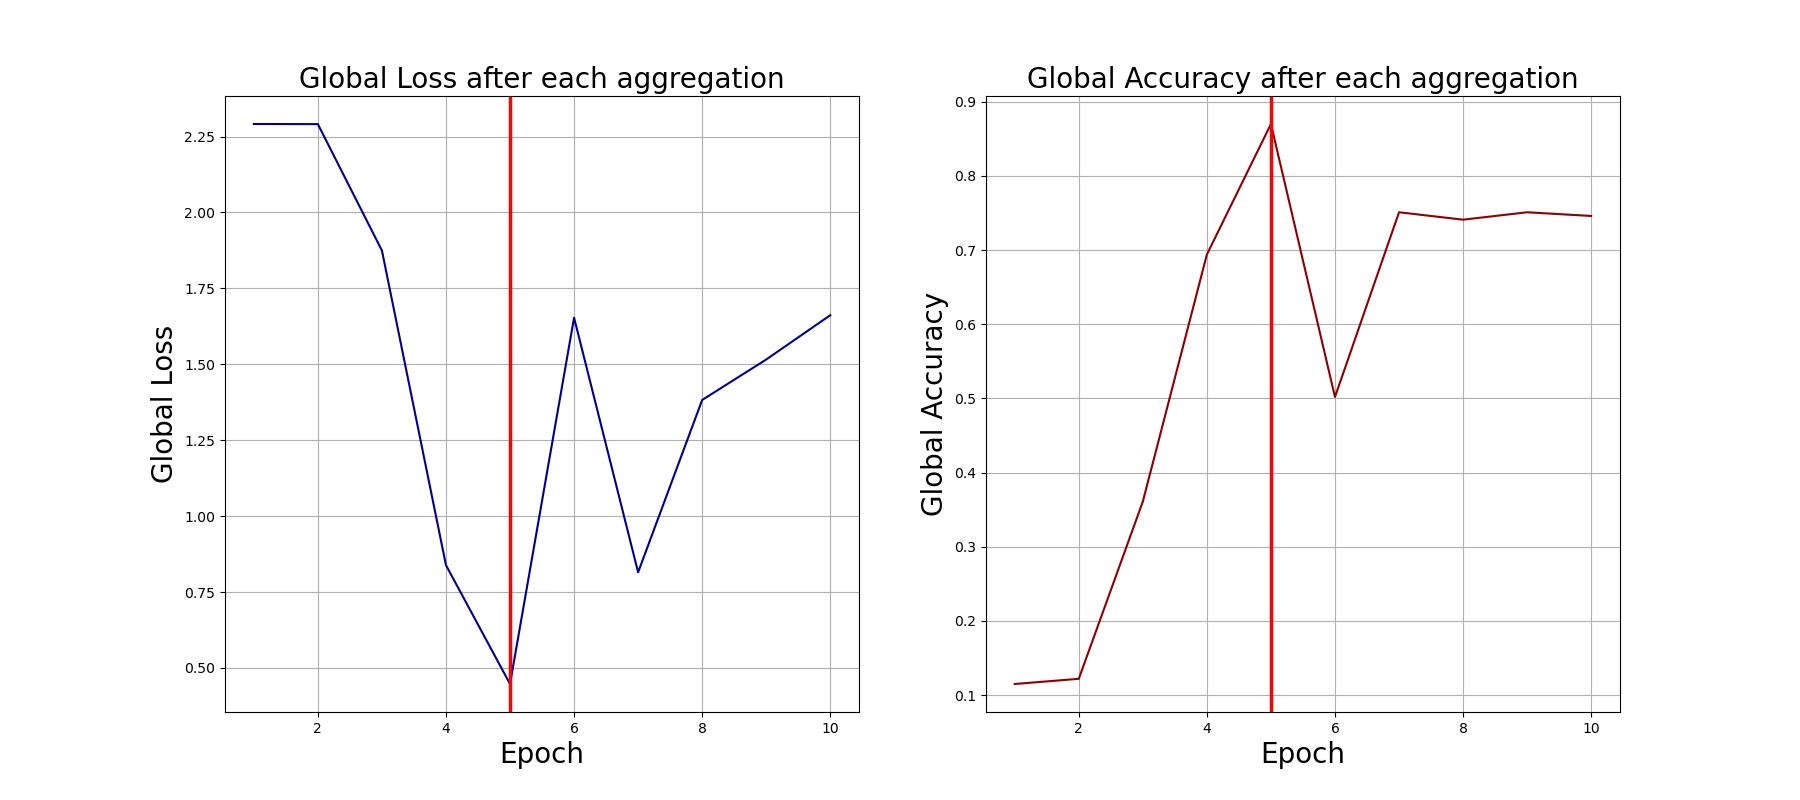 Global Loss after each aggregation
2.25
2.00
1.75
1.50
1.25
1.00
0.75
0.50
Global Loss
2 4 6 8 10
Epoch
Global Accuracy after each aggregation
0.9
0.8
0.7
0.6
0.5
0.4
0.3
0.2
0.1
Global Accuracy
2 4 6 8 10
Epoch